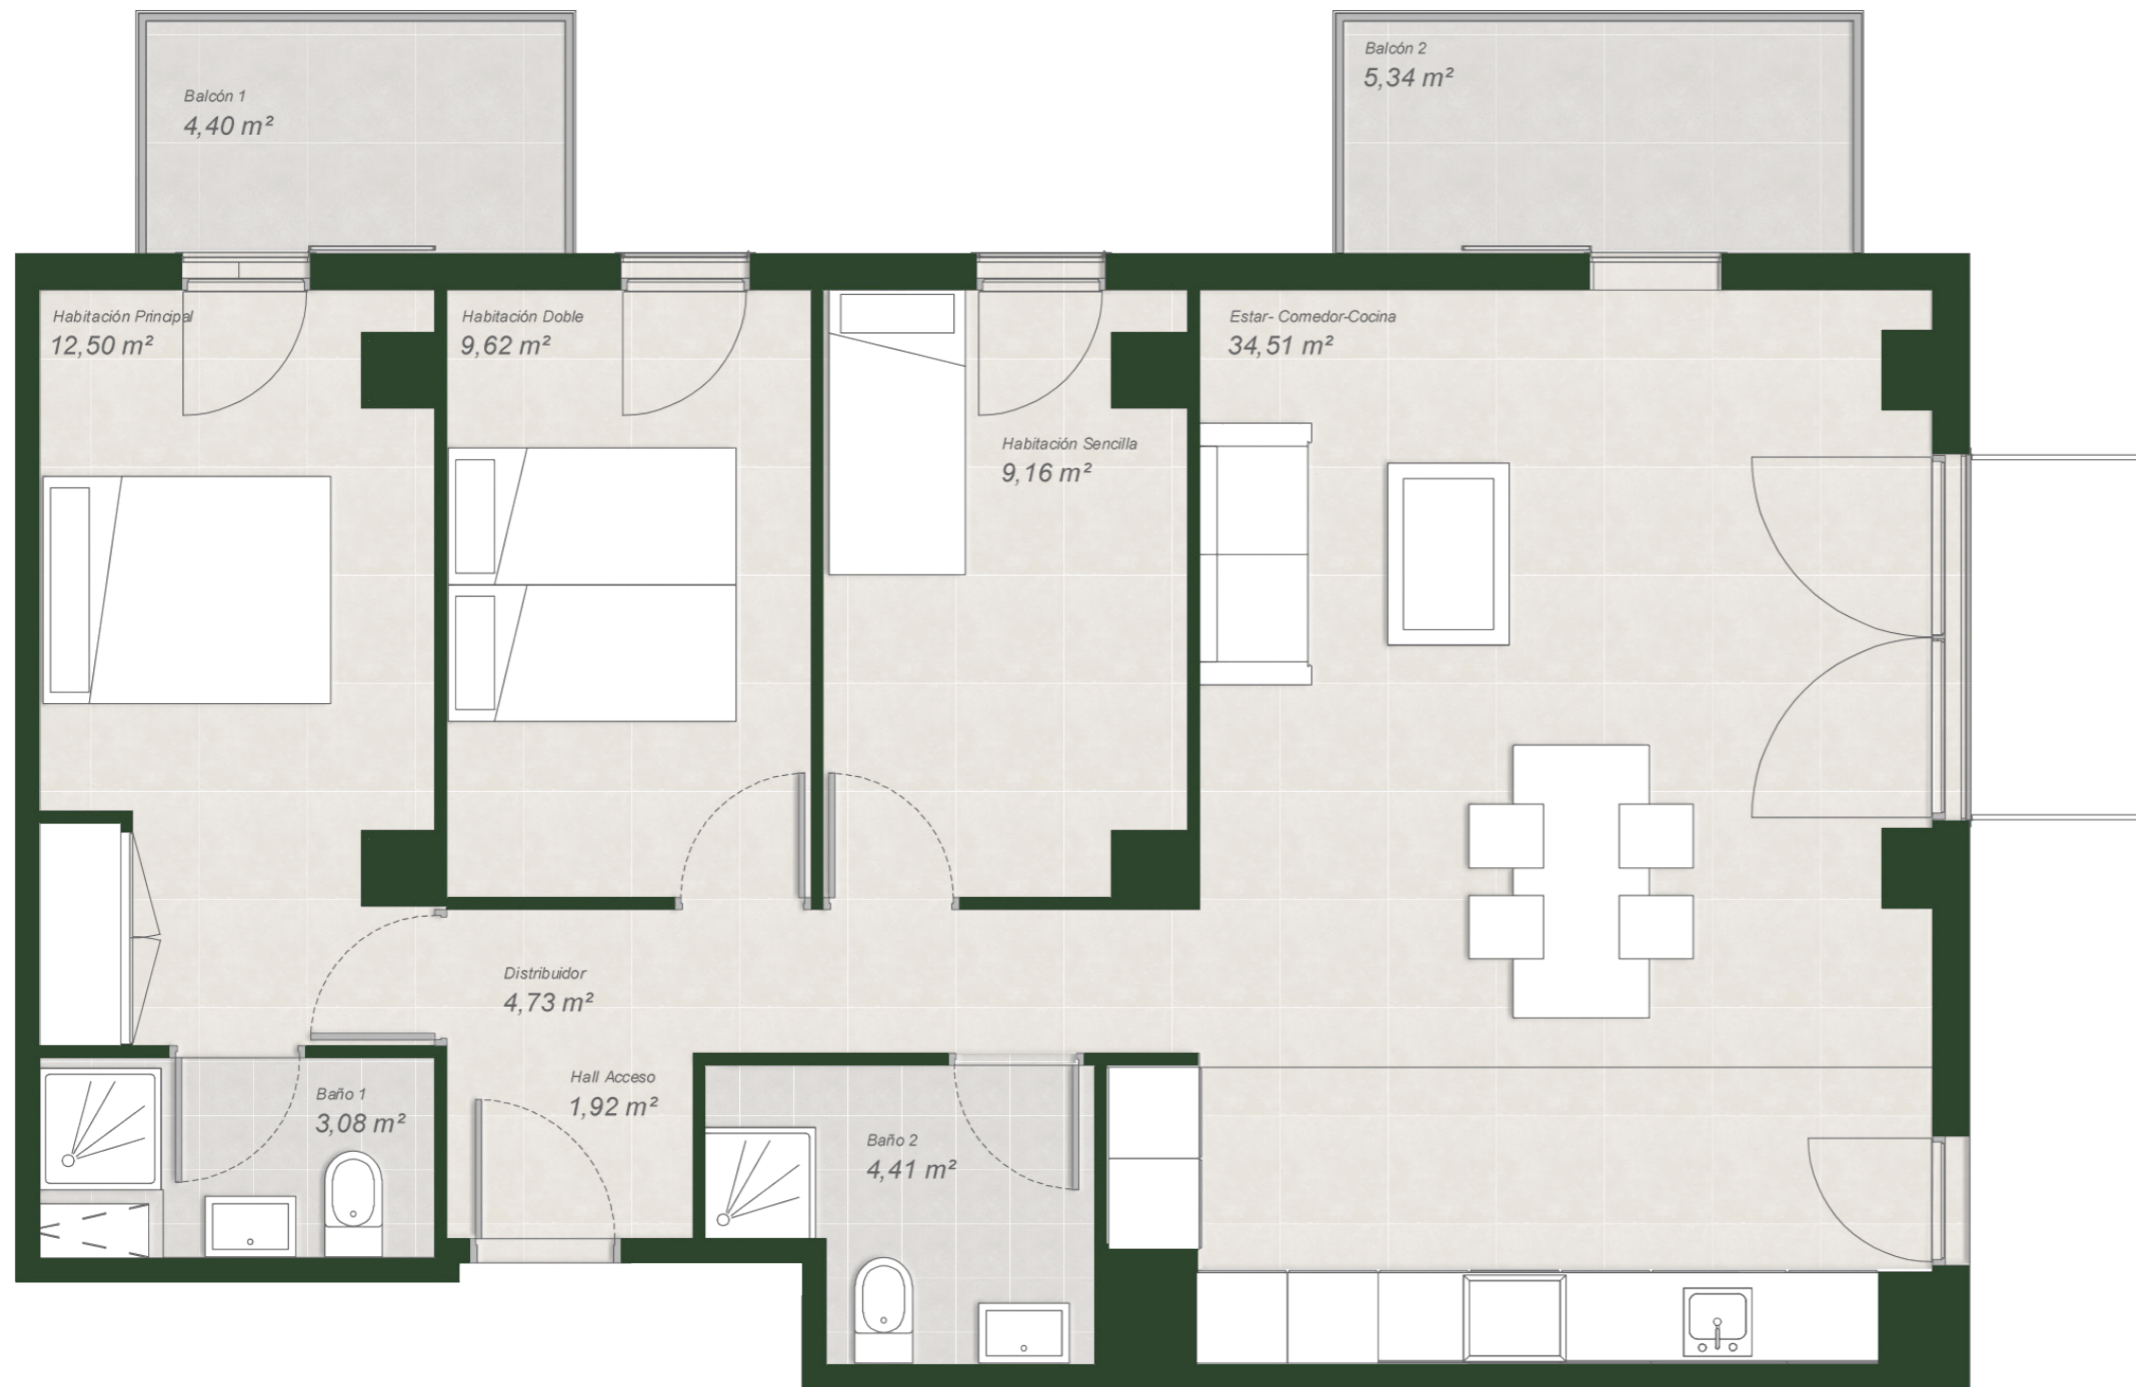 Balcón 1
4,40 m²
Balcón 2
5,34 m²
Habitación Principal
12,50 m²
Habitación Doble
9,62 m²
Habitación Sencilla
9,16 m²
Estar- Comedor-Cocina
34,51 m²
Distribuidor
4,73 m²
Hall Acceso
1,92 m²
Baño 1
3,08 m²
Baño 2
4,41 m²